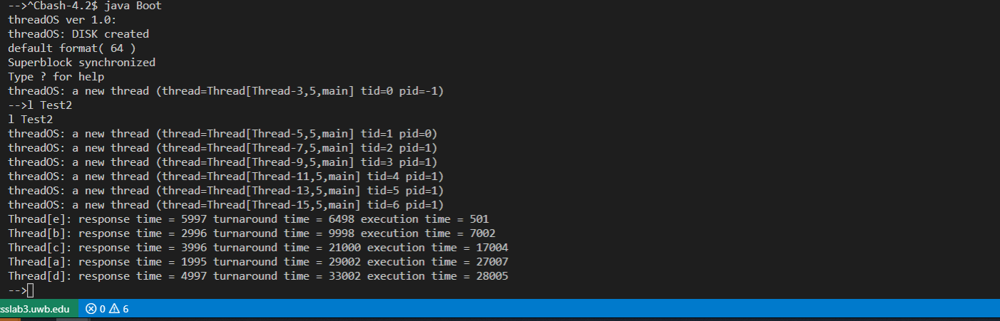 -->^Cbash-4.2$ java Boot
threadOS ver 1.0:
threadOS: DISK created
default format( 64 )
Superblock synchronized
Type ? for help
threadOS: a new thread (thread=Thread[Thread-3,5,main] tid=0 pid=-1)
-->l Test2
l Test2
threadOS: a new thread (thread=Thread[Thread-5,5,main] tid=1 pid=0)
threadOS: a new thread (thread=Thread[Thread-7,5,main] tid=2 pid=1)
threadOS: a new thread (thread=Thread[Thread-9,5,main] tid=3 pid=1)
threadOS: a new thread (thread=Thread[Thread-11,5,main] tid=4 pid=1)
threadOS: a new thread (thread=Thread[Thread-13,5,main] tid=5 pid=1)
threadOS: a new thread (thread=Thread[Thread-15,5,main] tid=6 pid=1)
Thread[e]: response time = 5997 turnaround time = 6498 execution time = 501
Thread[b]: response time = 2996 turnaround time = 9998 execution time = 7002
Thread[c]: response time = 3996 turnaround time = 21000 execution time = 17004
Thread[a]: response time = 1995 turnaround time = 29002 execution time = 27007
Thread[d]: response time = 4997 turnaround time = 33002 execution time = 28005
-->
sslab3.uwb.edu 0 6